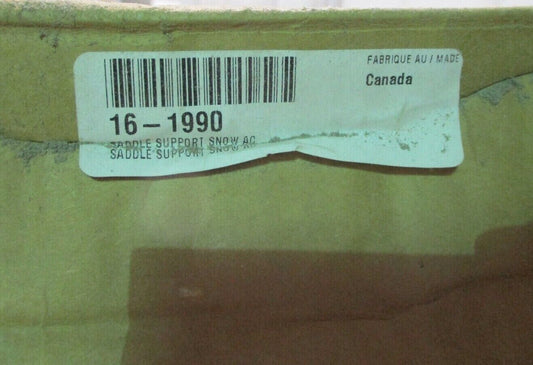 FABRIQUE AU / MADE
Canada
16-1990
SADDLE SUPPORT SNOW AC
SADDLE SUPPORT SNOW AC